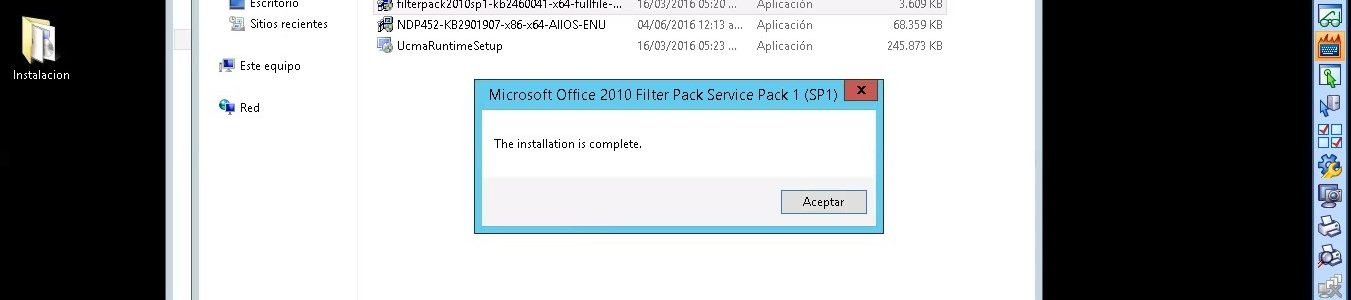 Escritorio
Sitios recientes
Este equipo
Red
Instalacion
filterpack2010sp1-kb2460041-x64-fullfile-... 16/03/2016 05:20 ... Aplicación 3.609 KB
NDP452-KB2901907-x86-x64-AllOS-ENU 04/06/2016 12:13 a... Aplicación 68.359 KB
UcmaRuntimeSetup 16/03/2016 05:23 ... Aplicación 245.873 KB
Microsoft Office 2010 Filter Pack Service Pack 1 (SP1)
The installation is complete.
Aceptar